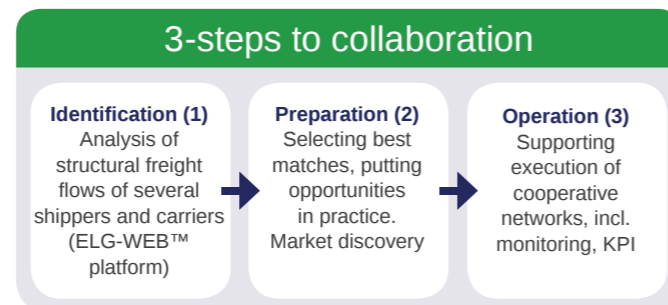 3-steps to collaboration
Identification (1)
Analysis of
structural freight
flows of several
shippers and carriers
(ELG-WEB™
platform)
Preparation (2)
Selecting best
matches, putting
opportunities
in practice.
Market discovery
Operation (3)
Supporting
execution of
cooperative
networks, incl.
monitoring, KPI